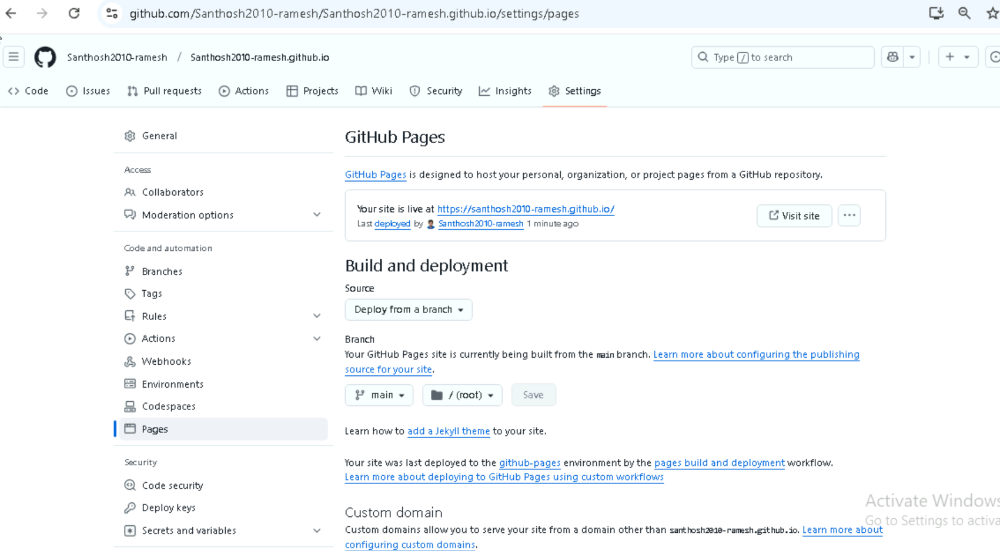 github.com/Santhosh2010-ramesh/Santhosh2010-ramesh.github.io/settings/pages
Santhosh2010-ramesh / Santhosh2010-ramesh.github.io
Type / to search
Code Issues Pull requests Actions Projects Wiki Security Insights Settings
General
Access
Collaborators
Moderation options
Code and automation
Branches
Tags
Rules
Actions
Webhooks
Environments
Codespaces
Pages
Security
Code security
Deploy keys
Secrets and variables
GitHub Pages
GitHub Pages is designed to host your personal, organization, or project pages from a GitHub repository.
Your site is live at https://santhosh2010-ramesh.github.io/
Last deployed by Santhosh2010-ramesh 1 minute ago
Visit site
Build and deployment
Source
Deploy from a branch
Branch
Your GitHub Pages site is currently being built from the main branch. Learn more about configuring the publishing
source for your site.
main / (root) Save
Learn how to add a Jekyll theme to your site.
Your site was last deployed to the github-pages environment by the pages build and deployment workflow.
Learn more about deploying to GitHub Pages using custom workflows
Custom domain
Custom domains allow you to serve your site from a domain other than santhosh2010-ramesh.github.io. Learn more about
configuring custom domains.
Activate Windows
Go to Settings to activa